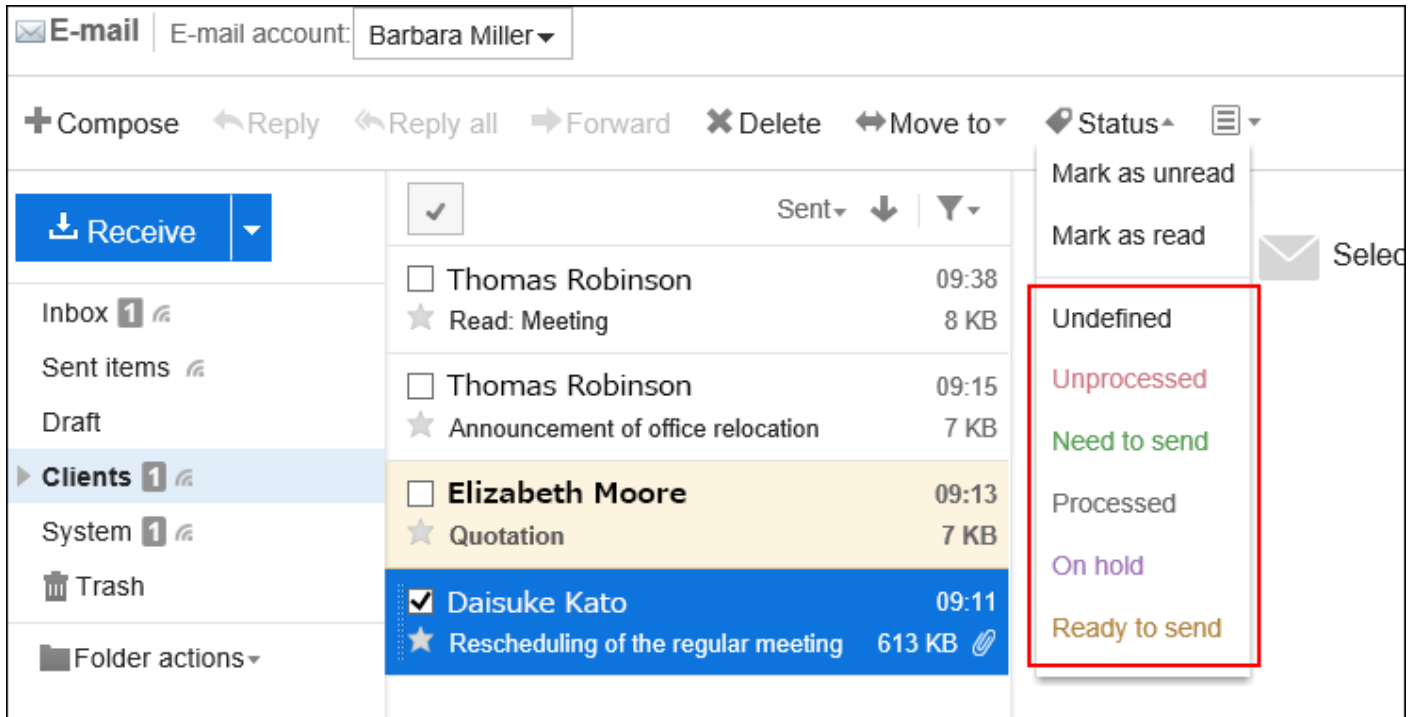 E-mail E-mail account: Barbara Miller
Compose Reply Reply all Forward Delete Move to Status
Receive
Inbox 1
Sent items
Draft
Clients 1
System 1
Trash
Folder actions
Sent
Thomas Robinson 09:38
Read: Meeting 8 KB
Thomas Robinson 09:15
Announcement of office relocation 7 KB
Elizabeth Moore 09:13
Quotation 7 KB
Daisuke Kato 09:11
Rescheduling of the regular meeting 613 KB
Mark as unread
Mark as read
Undefined
Unprocessed
Need to send
Processed
On hold
Ready to send
Selec